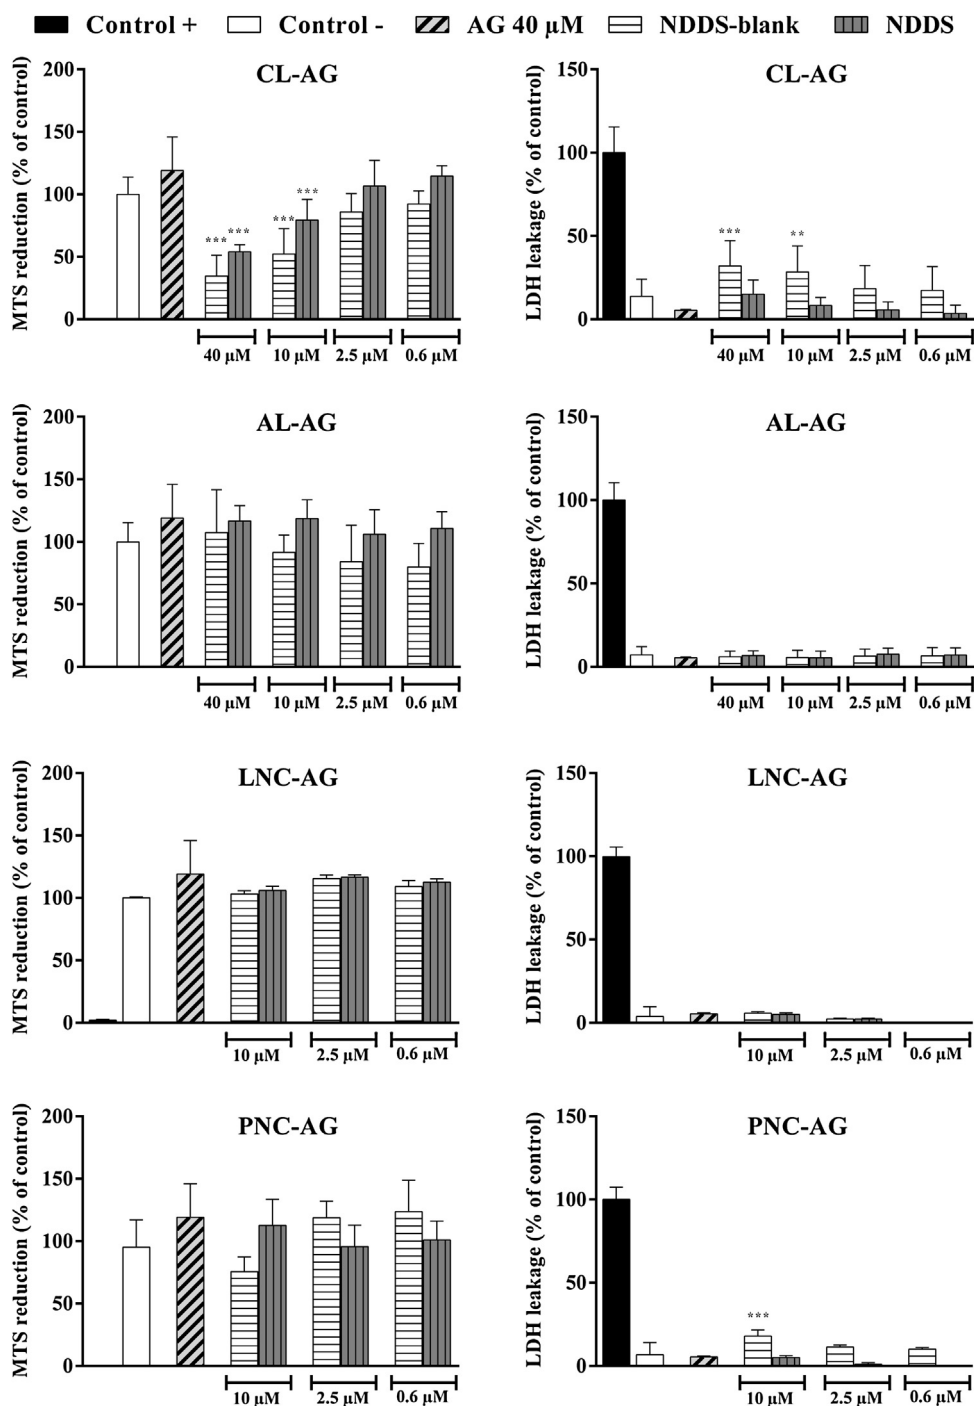 Control + Control - AG 40 µM NDDS-blank NDDS
CL-AG
MTS reduction (% of control)
200
150
100
50
0
*** *** *** ***
40 µM 10 µM 2.5 µM 0.6 µM
CL-AG
LDH leakage (% of control)
150
100
50
0
*** **
40 µM 10 µM 2.5 µM 0.6 µM
AL-AG
MTS reduction (% of control)
200
150
100
50
0
40 µM 10 µM 2.5 µM 0.6 µM
AL-AG
LDH leakage (% of control)
150
100
50
0
40 µM 10 µM 2.5 µM 0.6 µM
LNC-AG
MTS reduction (% of control)
200
150
100
50
0
10 µM 2.5 µM 0.6 µM
LNC-AG
LDH leakage (% of control)
150
100
50
0
10 µM 2.5 µM 0.6 µM
PNC-AG
MTS reduction (% of control)
200
150
100
50
0
10 µM 2.5 µM 0.6 µM
PNC-AG
LDH leakage (% of control)
150
100
50
0
***
10 µM 2.5 µM 0.6 µM